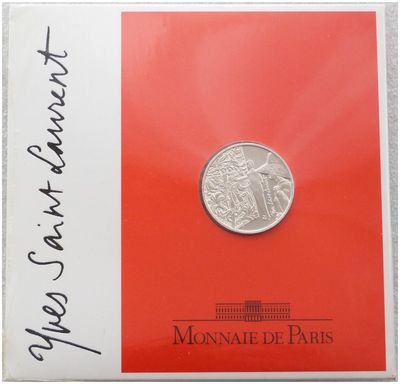 Yves Saint Laurent
MONNAIE DE PARIS